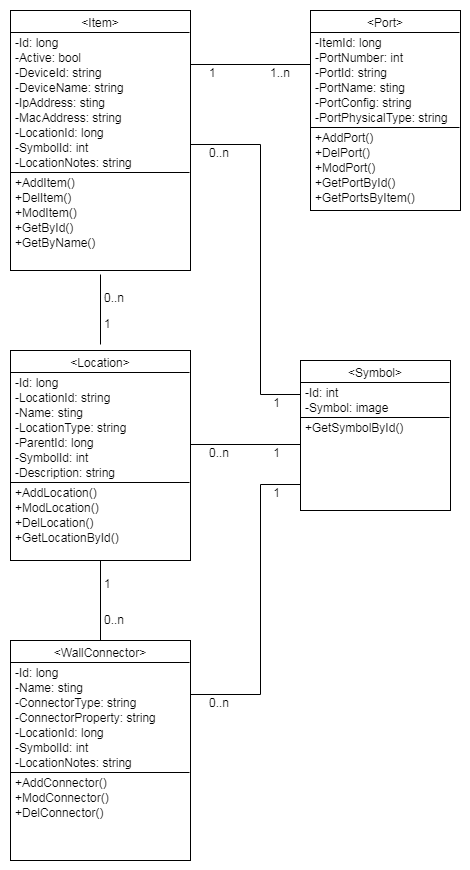 <Item>
-Id: long
-Active: bool
-DeviceId: string
-DeviceName: string
-IpAddress: sting
-MacAddress: string
-LocationId: long
-SymbolId: int
-LocationNotes: string
+AddItem()
+DelItem()
+ModItem()
+GetById()
+GetByName()
<Port>
-ItemId: long
-PortNumber: int
-PortId: string
-PortName: sting
-PortConfig: string
-PortPhysicalType: string
+AddPort()
+DelPort()
+ModPort()
+GetPortById()
+GetPortsByItem()
1
1..n
0..n
0..n
1
<Location>
-Id: long
-LocationId: string
-Name: sting
-LocationType: string
-ParentId: long
-SymbolId: int
-Description: string
+AddLocation()
+ModLocation()
+DelLocation()
+GetLocationById()
<Symbol>
-Id: int
-Symbol: image
+GetSymbolById()
1
0..n
1
1
1
0..n
<WallConnector>
-Id: long
-Name: sting
-ConnectorType: string
-ConnectorProperty: string
-LocationId: long
-SymbolId: int
-LocationNotes: string
+AddConnector()
+ModConnector()
+DelConnector()
0..n